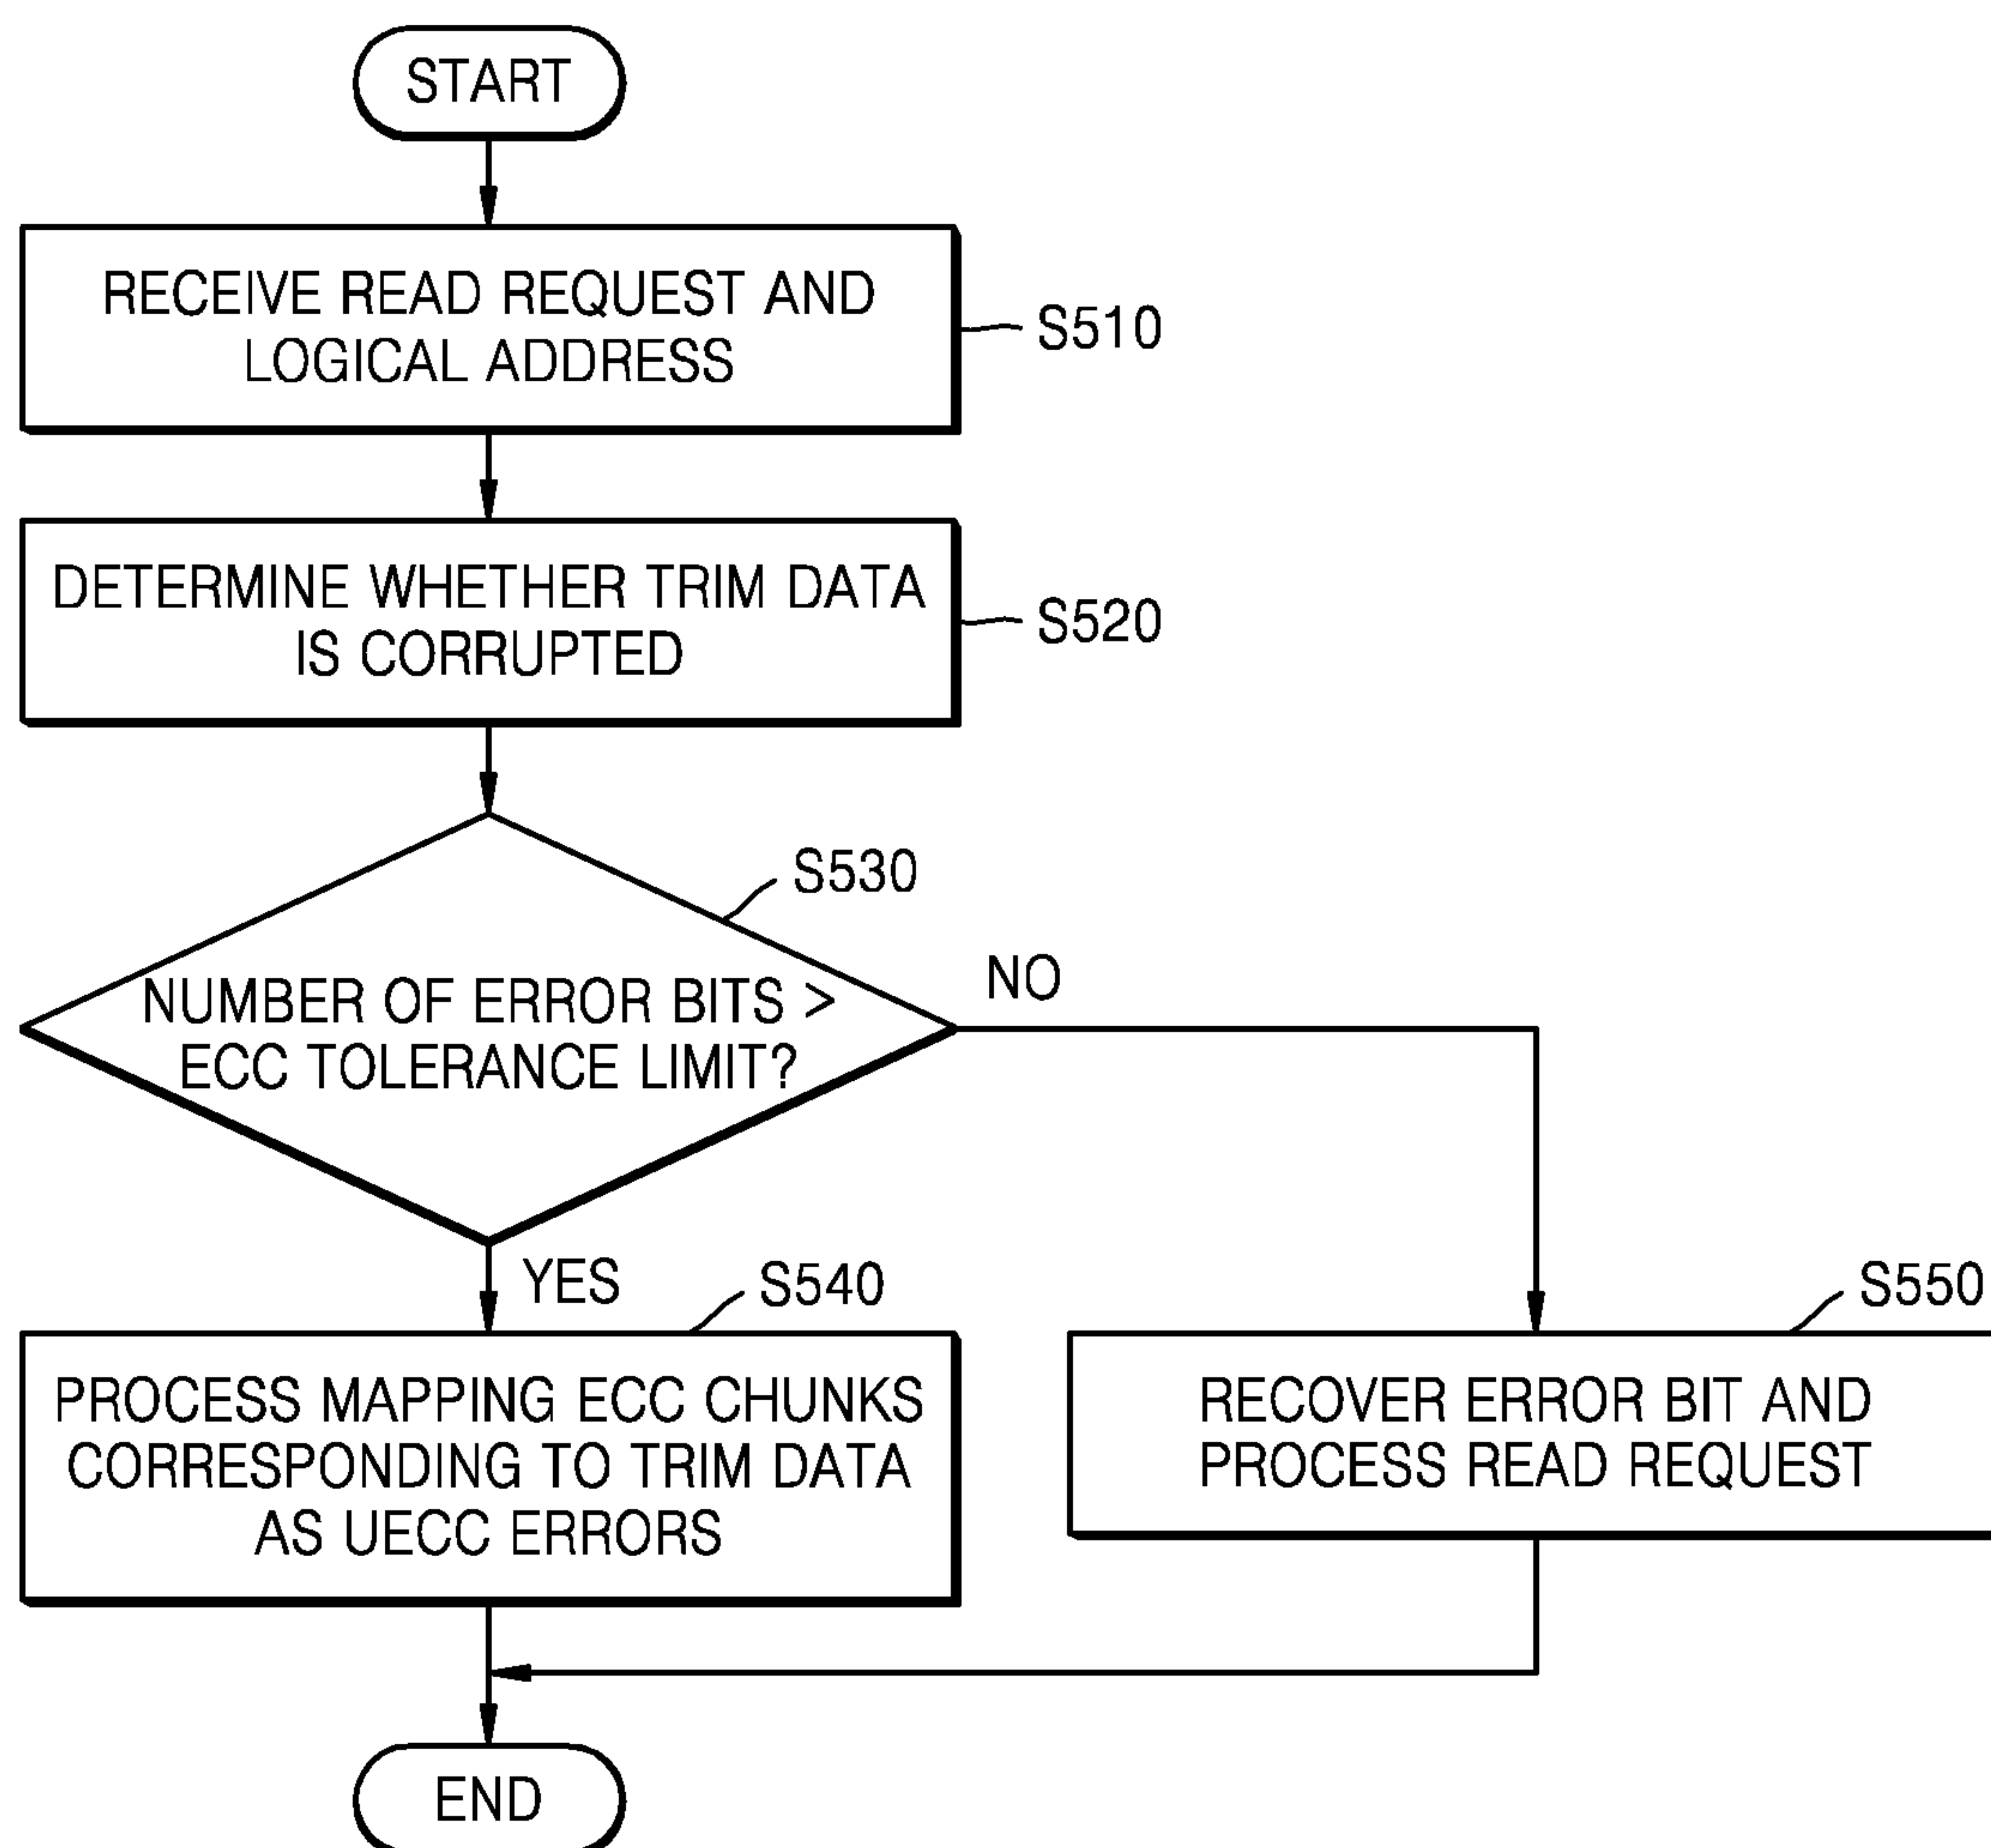 START
RECEIVE READ REQUEST AND
LOGICAL ADDRESS
S510
DETERMINE WHETHER TRIM DATA
IS CORRUPTED
S520
S530
NUMBER OF ERROR BITS >
ECC TOLERANCE LIMIT?
NO
YES
S540
PROCESS MAPPING ECC CHUNKS
CORRESPONDING TO TRIM DATA
AS UECC ERRORS
S550
RECOVER ERROR BIT AND
PROCESS READ REQUEST
END